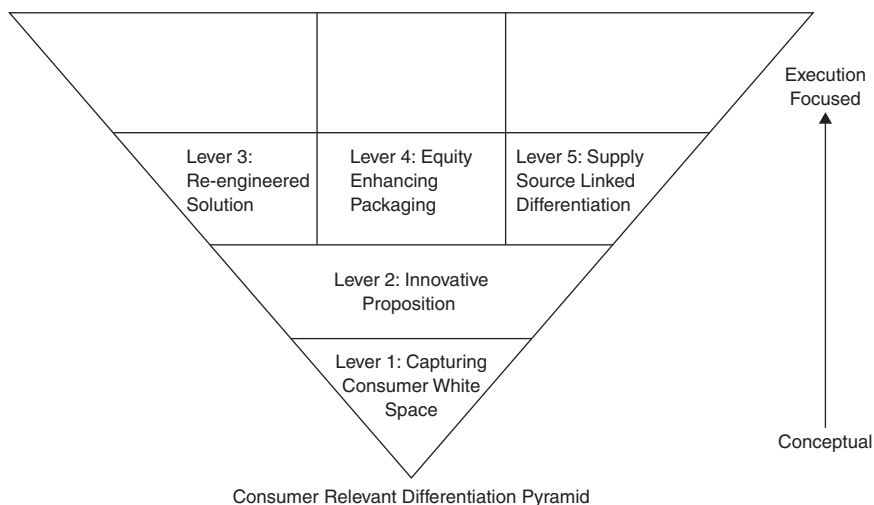 Execution
Focused
Lever 3:
Re-engineered
Solution
Lever 4: Equity
Enhancing
Packaging
Lever 5: Supply
Source Linked
Differentiation
Lever 2: Innovative
Proposition
Lever 1: Capturing
Consumer White
Space
Conceptual
Consumer Relevant Differentiation Pyramid